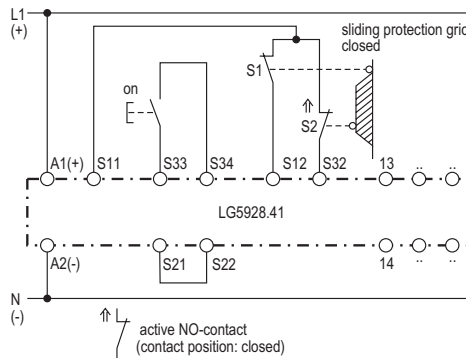 L1
(+)
sliding protection grid
closed
S1
on
S2
A1(+) S11 S33 S34 S12 S32 13 .. ..
LG5928.41
A2(-) S21 S22 14 .. ..
N
(-)
active NO-contact
(contact position: closed)